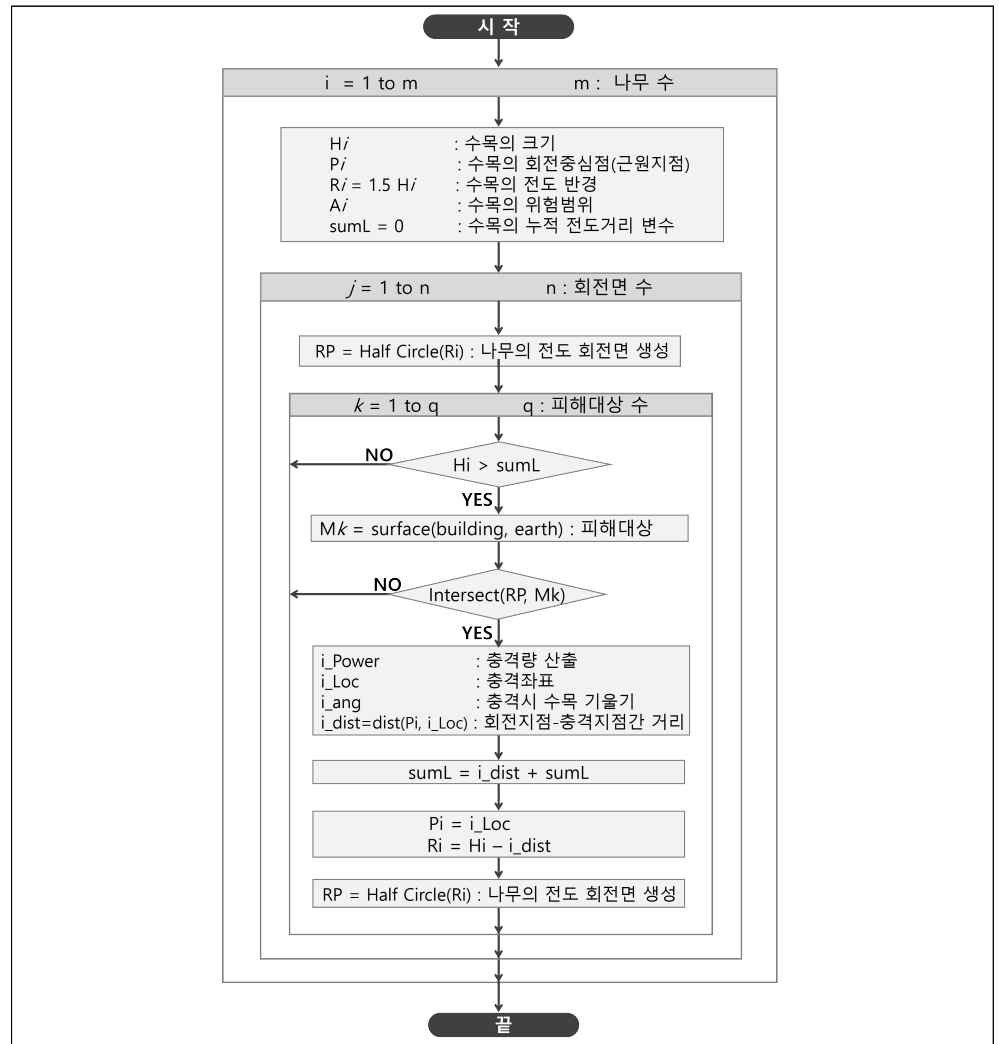 시 작
i = 1 to m m : 나무 수
Hi : 수목의 크기
Pi : 수목의 회전중심점(근원지점)
Ri = 1.5 Hi : 수목의 전도 반경
Ai : 수목의 위험범위
sumL = 0 : 수목의 누적 전도거리 변수
j = 1 to n n : 회전면 수
RP = Half Circle(Ri) : 나무의 전도 회전면 생성
k = 1 to q q : 피해대상 수
NO
Hi > sumL
YES
Mk = surface(building, earth) : 피해대상
NO
Intersect(RP, Mk)
YES
i_Power : 충격량 산출
i_Loc : 충격좌표
i_ang : 충격시 수목 기울기
i_dist=dist(Pi, i_Loc) : 회전지점-충격지점간 거리
sumL = i_dist + sumL
Pi = i_Loc
Ri = Hi – i_dist
RP = Half Circle(Ri) : 나무의 전도 회전면 생성
끝